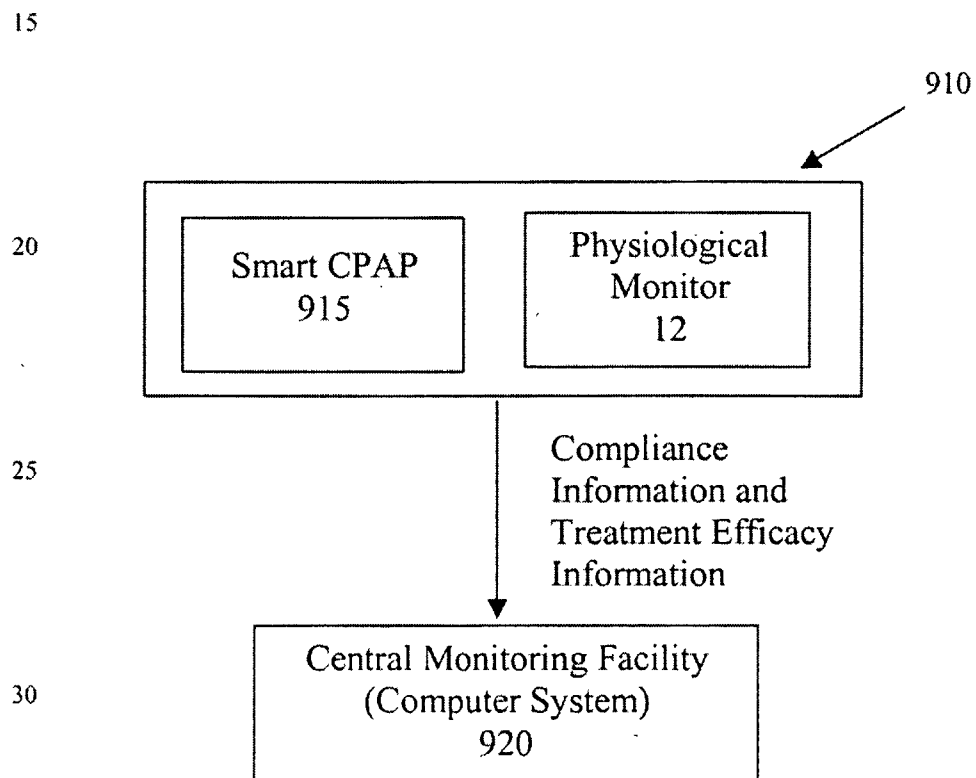 15
910
20
Smart CPAP
915
Physiological
Monitor
12
25
Compliance
Information and
Treatment Efficacy
Information
30
Central Monitoring Facility
(Computer System)
920